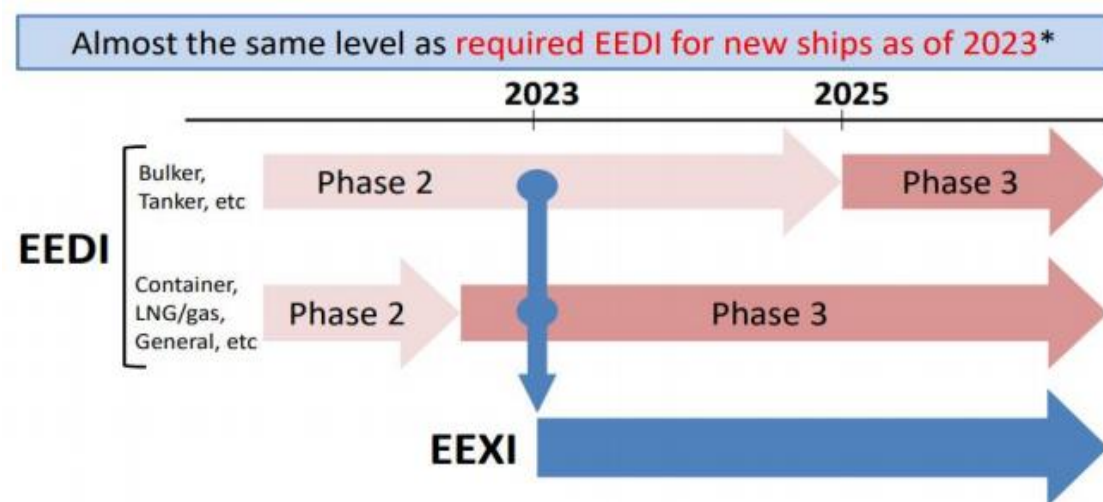 Almost the same level as required EEDI for new ships as of 2023*
2023
2025
EEDI
Bulker,
Tanker, etc
Phase 2
Phase 3
Container,
LNG/gas,
General, etc
Phase 2
Phase 3
EEXI